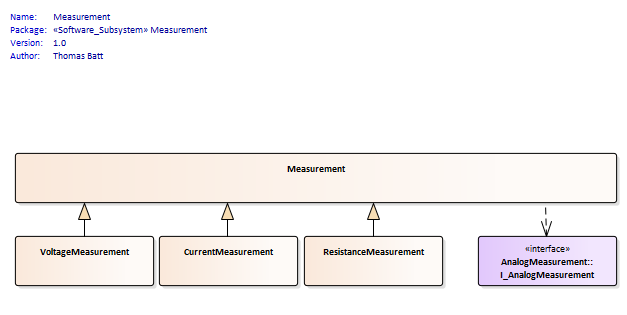 Name: Measurement
Package: «Software_Subsystem» Measurement
Version: 1.0
Author: Thomas Batt
Measurement
VoltageMeasurement
CurrentMeasurement
ResistanceMeasurement
«interface»
AnalogMeasurement::
I_AnalogMeasurement